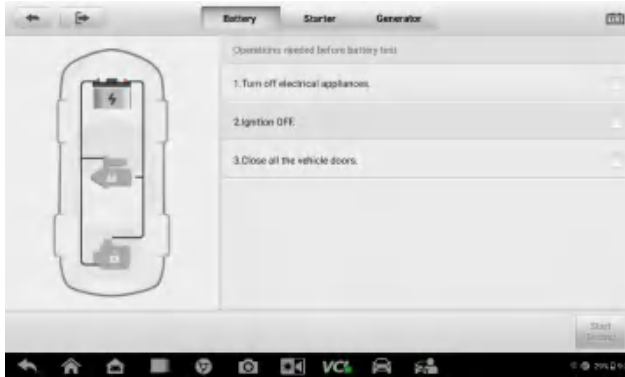 Battery Starter Generator
Operations needed before battery test
1.Turn off electrical appliances.
2.Ignition OFF.
3.Close all the vehicle doors.
Start
VCI